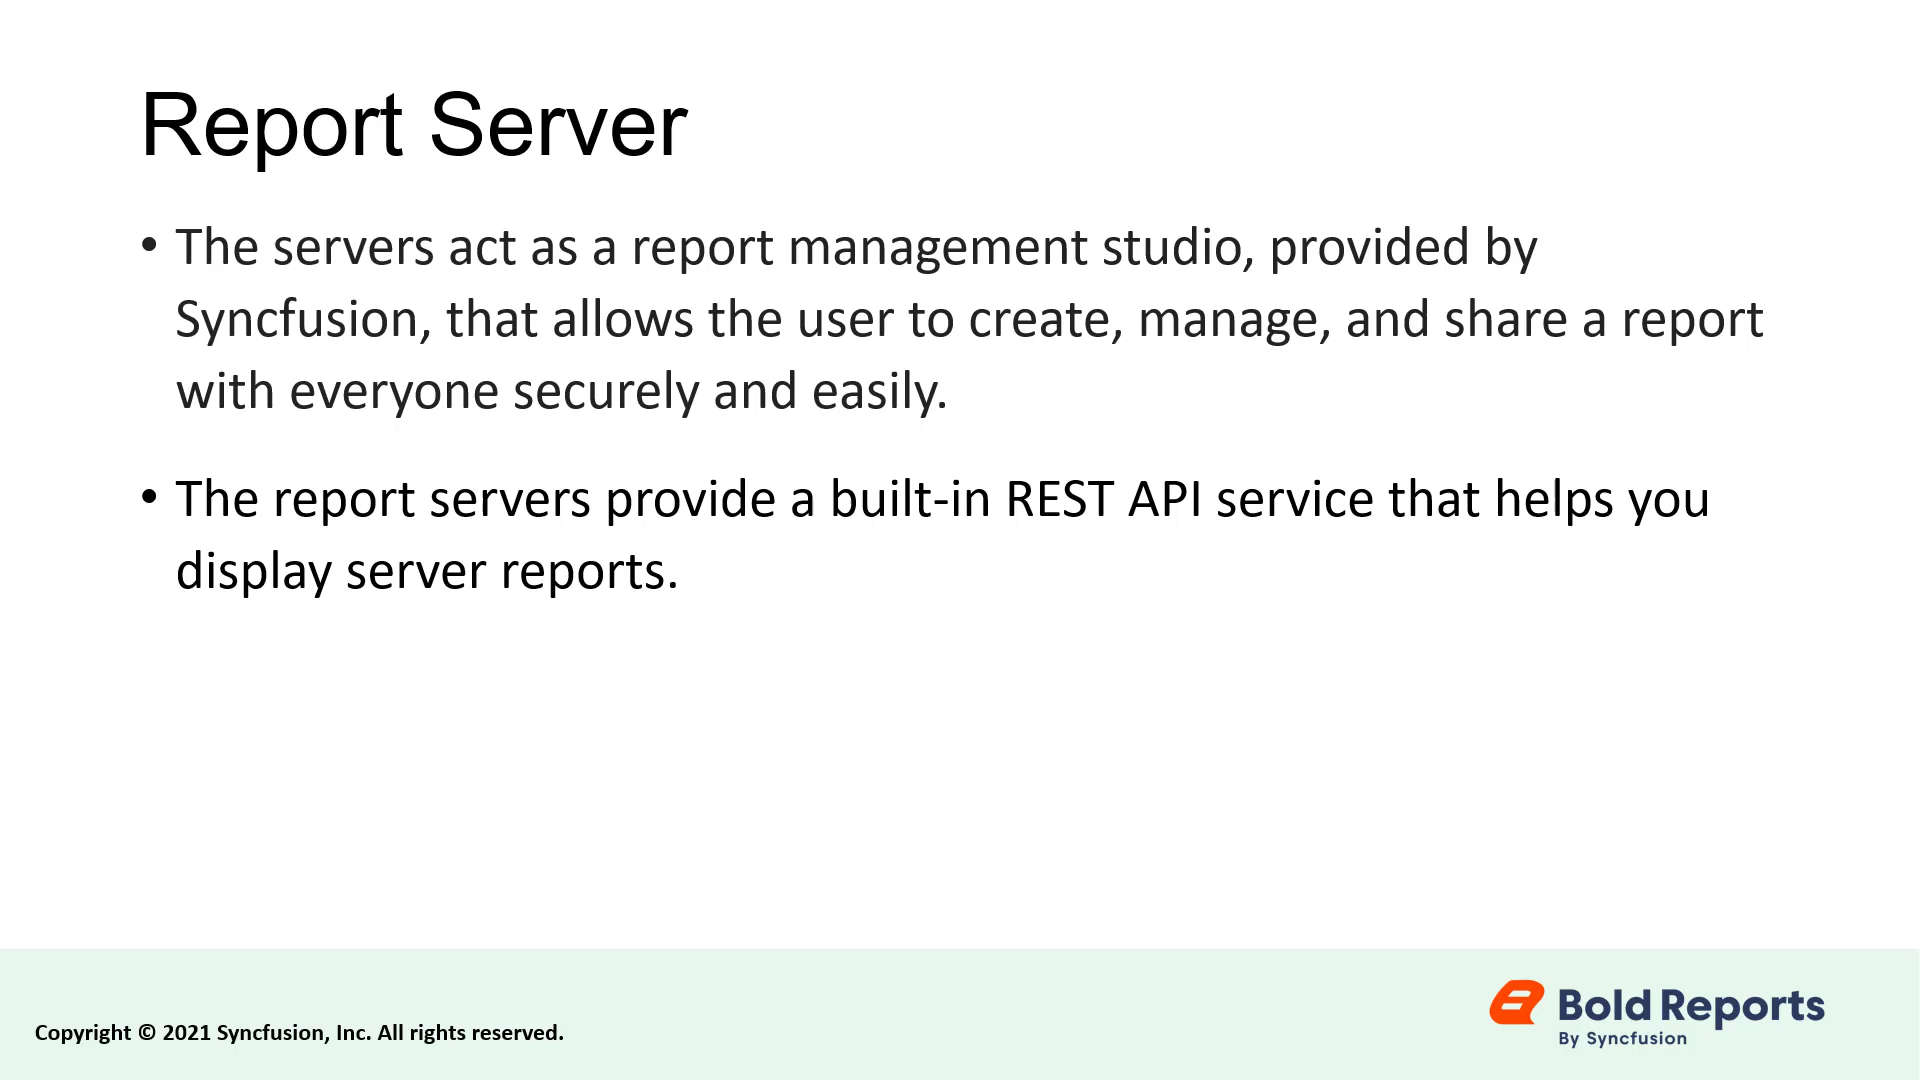 Report Server
• The servers act as a report management studio, provided by
Syncfusion, that allows the user to create, manage, and share a report
with everyone securely and easily.
• The report servers provide a built-in REST API service that helps you
display server reports.
Copyright © 2021 Syncfusion, Inc. All rights reserved.
Bold Reports
By Syncfusion